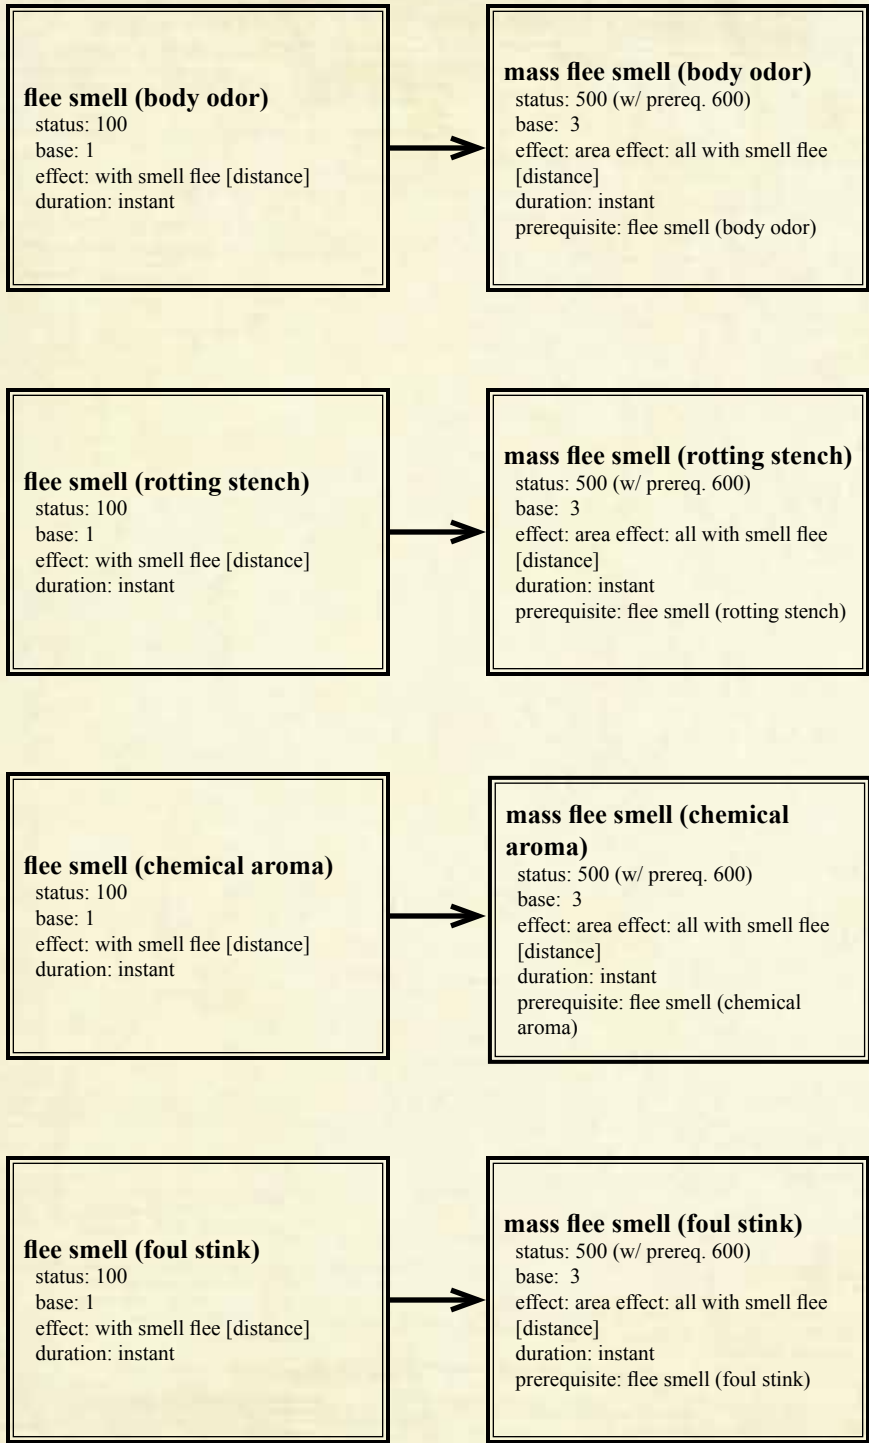 flee smell (body odor)
status: 100
base: 1
effect: with smell flee [distance]
duration: instant
mass flee smell (body odor)
status: 500 (w/ prereq. 600)
base:  3
effect: area effect: all with smell flee
[distance]
duration: instant
prerequisite: flee smell (body odor)
flee smell (rotting stench)
status: 100
base: 1
effect: with smell flee [distance]
duration: instant
mass flee smell (rotting stench)
status: 500 (w/ prereq. 600)
base:  3
effect: area effect: all with smell flee
[distance]
duration: instant
prerequisite: flee smell (rotting stench)
flee smell (chemical aroma)
status: 100
base: 1
effect: with smell flee [distance]
duration: instant
mass flee smell (chemical
aroma)
status: 500 (w/ prereq. 600)
base:  3
effect: area effect: all with smell flee
[distance]
duration: instant
prerequisite: flee smell (chemical
aroma)
flee smell (foul stink)
status: 100
base: 1
effect: with smell flee [distance]
duration: instant
mass flee smell (foul stink)
status: 500 (w/ prereq. 600)
base:  3
effect: area effect: all with smell flee
[distance]
duration: instant
prerequisite: flee smell (foul stink)